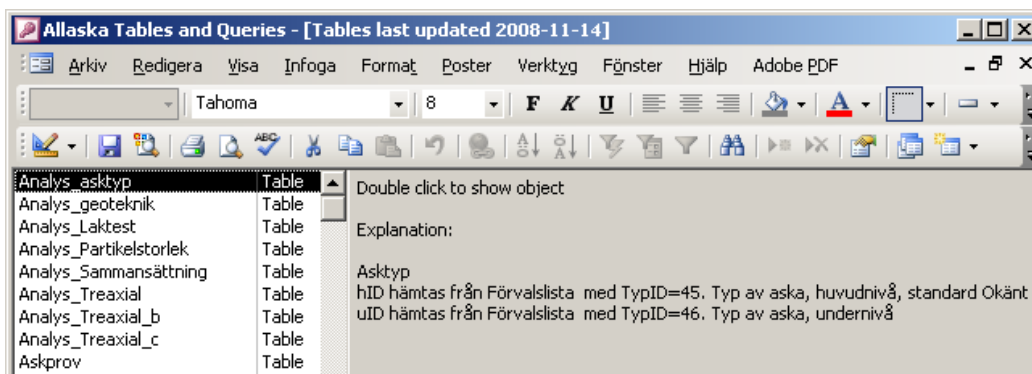 Allaska Tables and Queries - [Tables last updated 2008-11-14]
Arkiv Redigera Visa Infoga Format Poster Verktyg Fönster Hjälp Adobe PDF
Tahoma 8 F K U A
ABC
Analys_asktyp Table
Analys_geoteknik Table
Analys_Laktest Table
Analys_Partikelstorlek Table
Analys_Sammansättning Table
Analys_Treaxial Table
Analys_Treaxial_b Table
Analys_Treaxial_c Table
Askprov Table
Double click to show object
Explanation:
Asktyp
hID hämtas från Förvalslista med TypID=45. Typ av aska, huvudnivå, standard Okänt
uID hämtas från Förvalslista med TypID=46. Typ av aska, undernivå